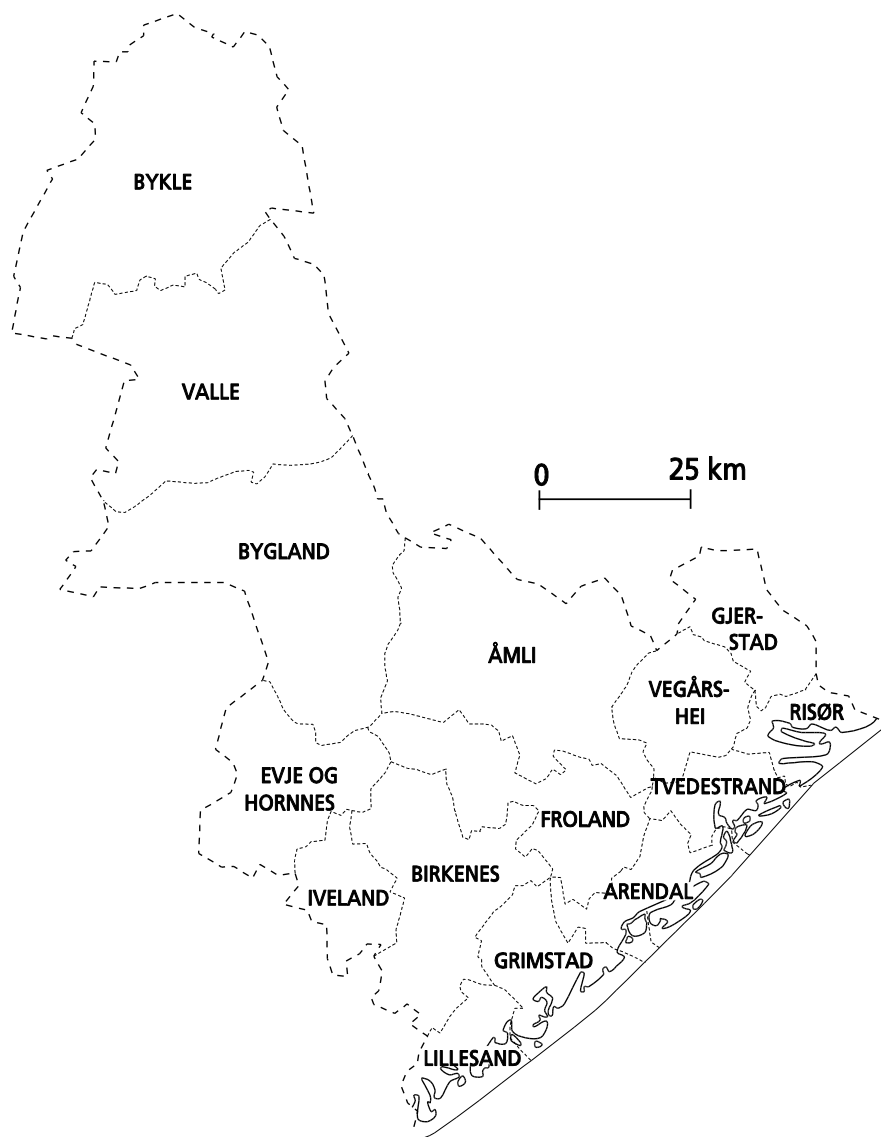 BYKLE
VALLE
0
25 km
BYGLAND
GJER-
STAD
ÅMLI
VEGÅRS-
HEI
RISØR
EVJE OG
HORNNES
TVEDESTRAND
FROLAND
BIRKENES
IVELAND
ARENDAL
GRIMSTAD
LILLESAND